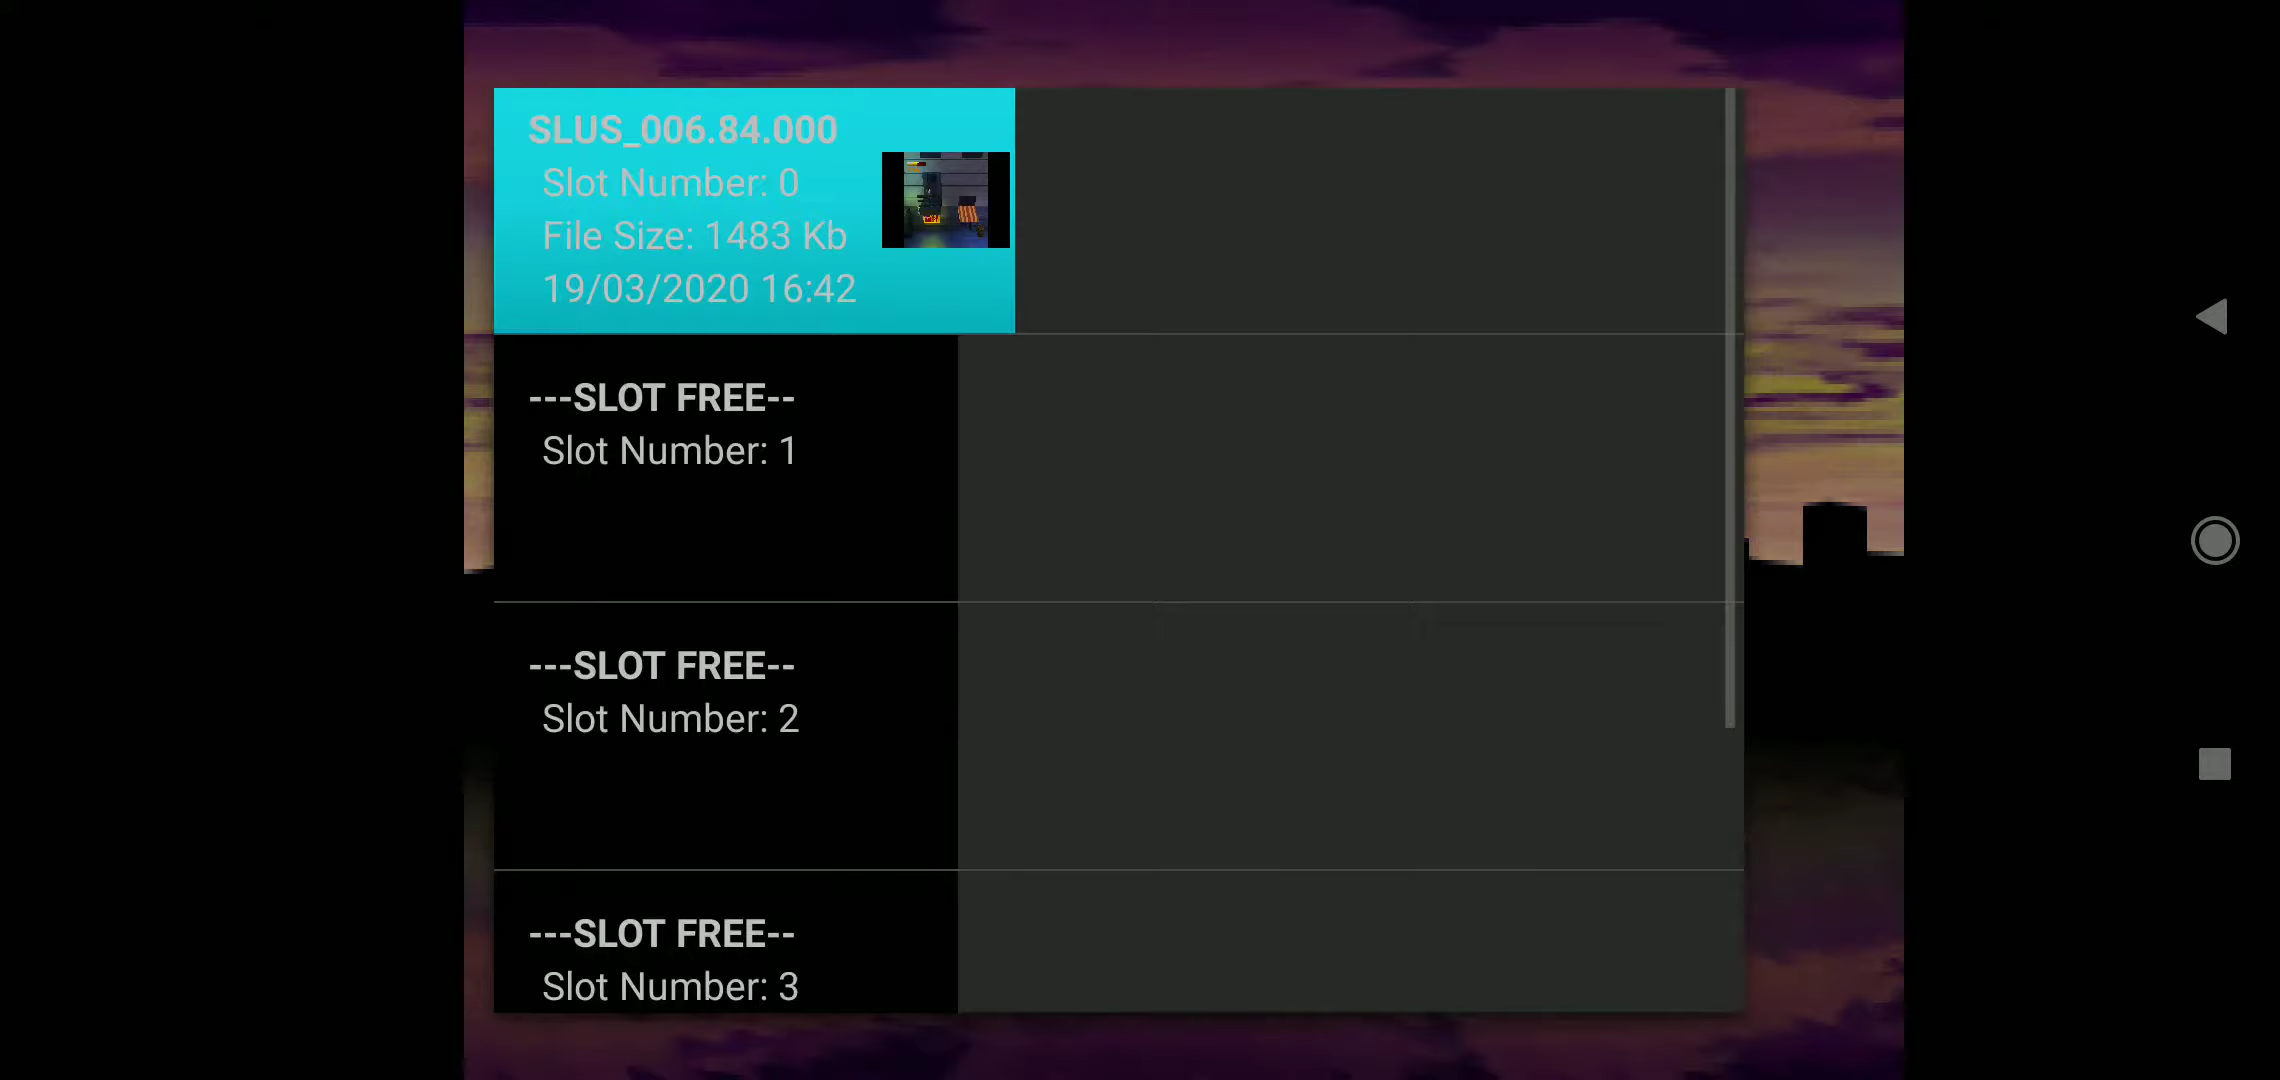 SLUS_006.84.000
Slot Number: 0
File Size: 1483 Kb
19/03/2020 16:42
---SLOT FREE--
Slot Number: 1
---SLOT FREE--
Slot Number: 2
---SLOT FREE--
Slot Number: 3